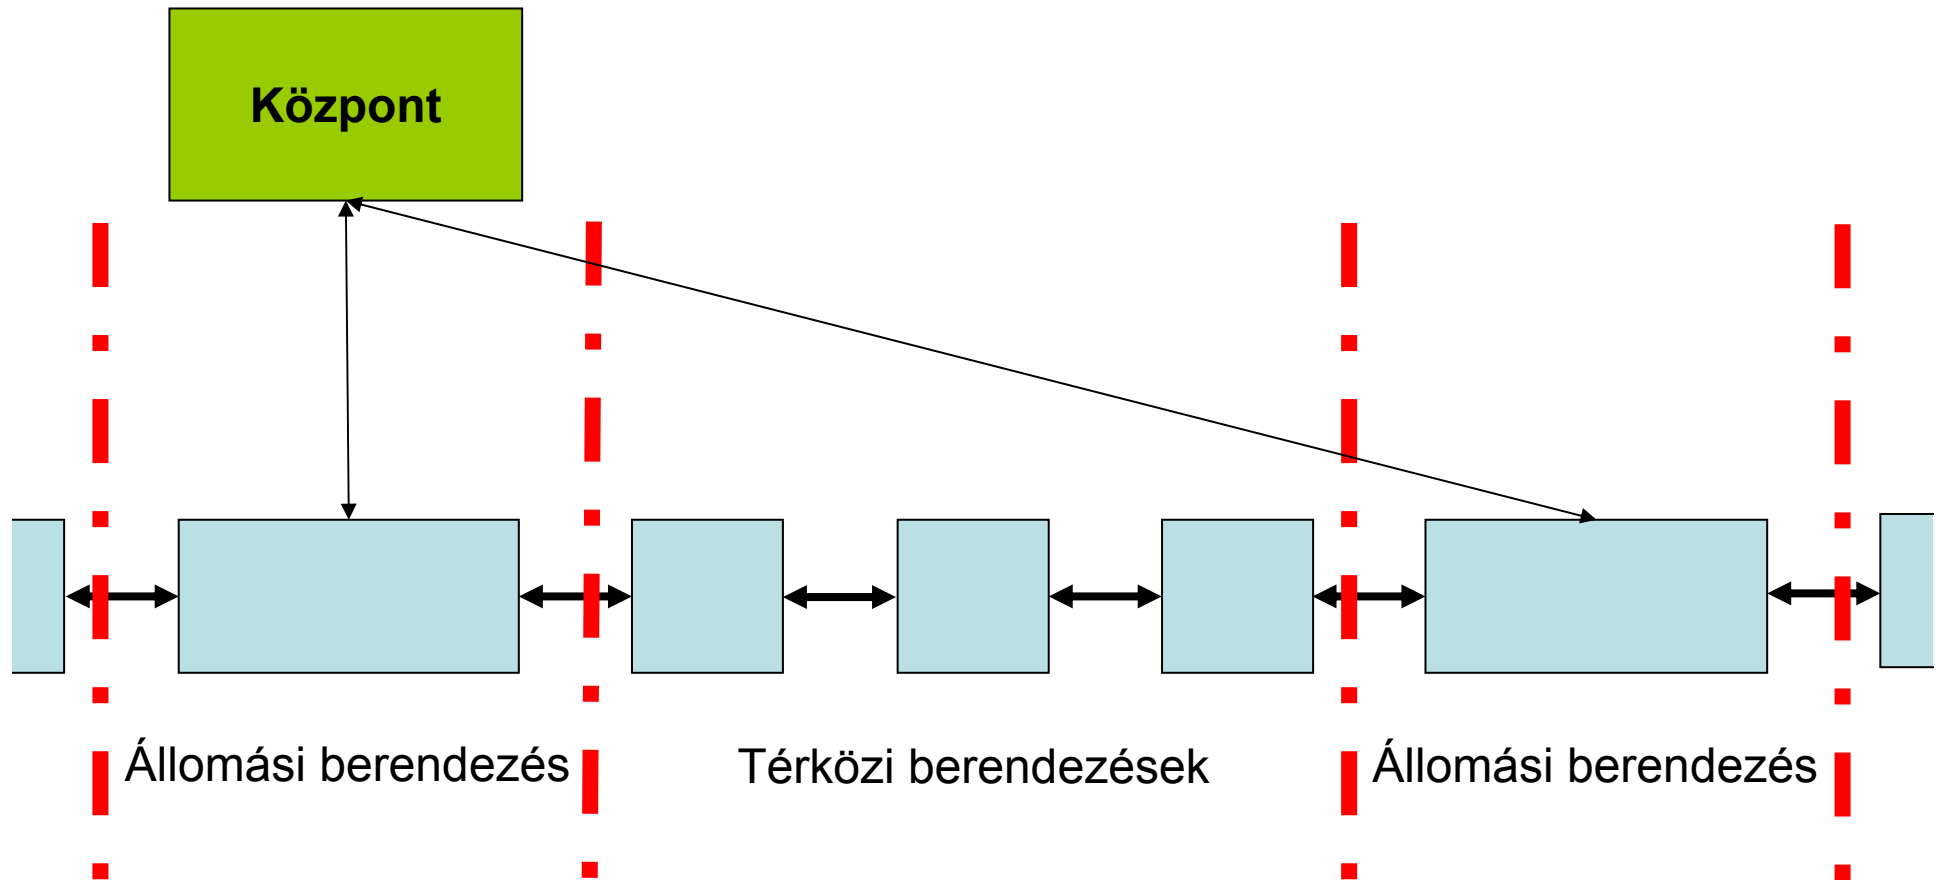 Központ
Állomási berendezés
Térközi berendezések
Állomási berendezés